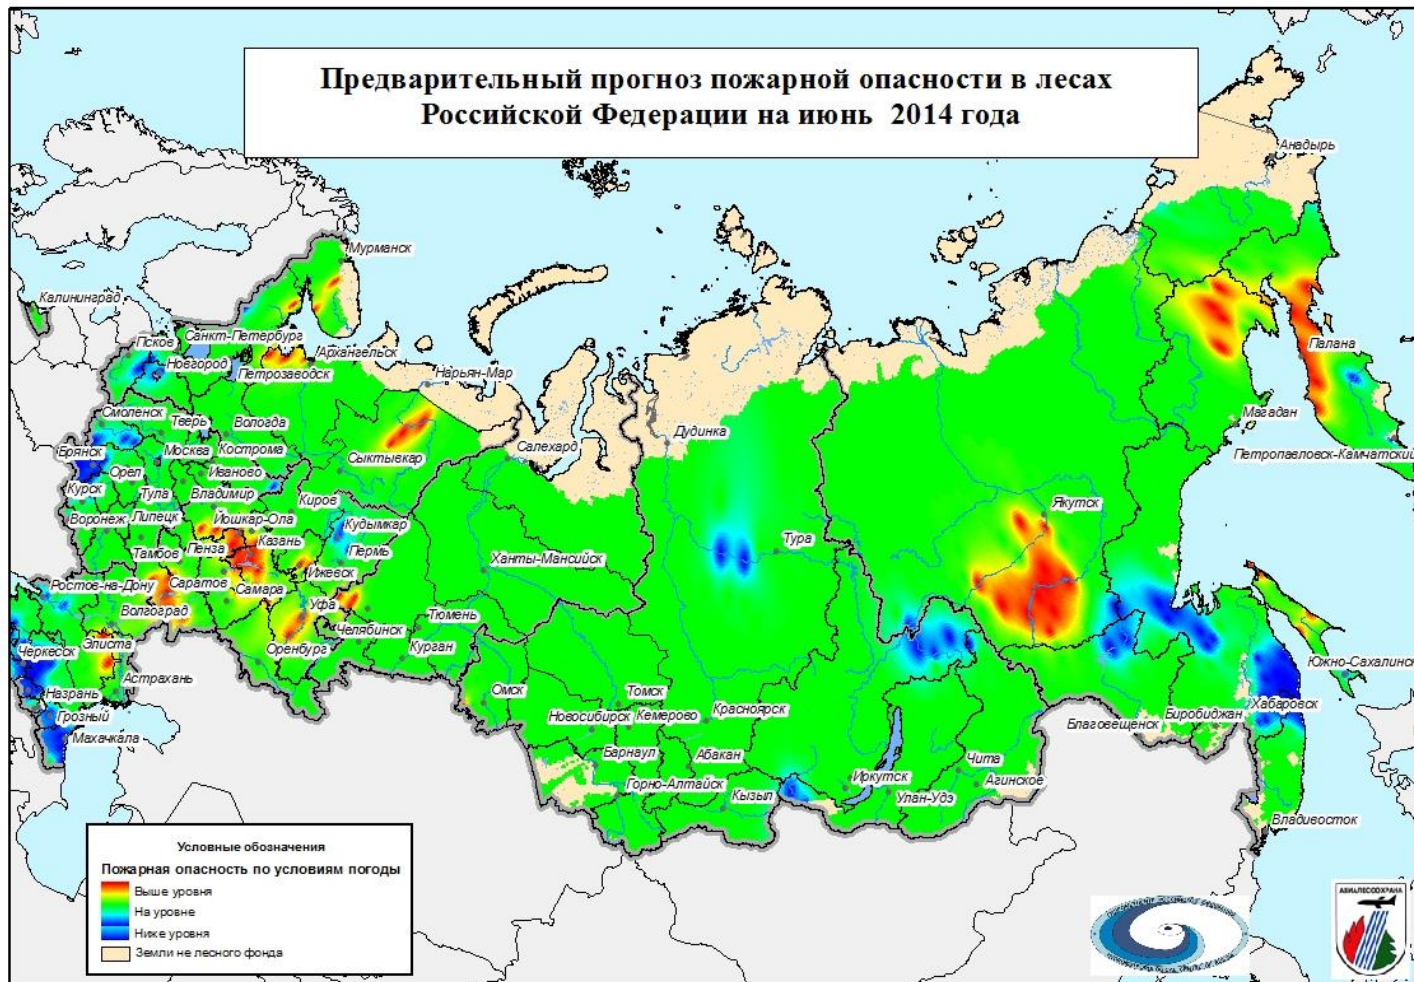 Предварительный прогноз пожарной опасности в лесах
Российской Федерации на июнь 2014 года
Анадырь
Мурманск
Калининград
Санкт-Петербург
Псков
Новгород
Архангельск
Петрозаводск
Нарьян-Мар
Палана
Смоленск
Тверь
Вологда
Дудинка
Магадан
Брянск
Москва
Кострома
Салехард
Сыктывкар
Петропавловск-Камчатский
Орел
Иваново
Курск
Тула
Владимир
Киров
Якутск
Воронеж
Липецк
Йошкар-Ола
Кудымкар
Тамбов
Пенза
Казань
Пермь
Тура
Ханты-Мансийск
Ростов-на-Дону
Саратов
Самара
Ижевск
Волгоград
Уфа
Тюмень
Челябинск
Элиста
Черкесск
Оренбург
Курган
Южно-Сахалинск
Астрахань
Назрань
Омск
Томск
Красноярск
Хабаровск
Грозный
Новосибирск
Кемерово
Благовещенск
Биробиджан
Махачкала
Барнаул
Абакан
Чита
Иркутск
Агинское
Горно-Алтайск
Кызыл
Улан-Удэ
Владивосток
Условные обозначения
Пожарная опасность по условиям погоды
Выше уровня
На уровне
Ниже уровня
Земли не лесного фонда
АВИАЛЕСООХРАНА